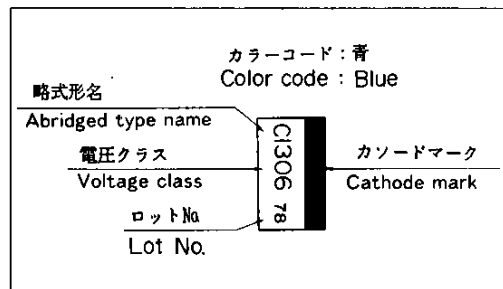 カラーコード：青
Color code : Blue
略式形名
Abridged type name
電圧クラス
Voltage class
ロットNo.
Lot No.
C1306 78
カソードマーク
Cathode mark